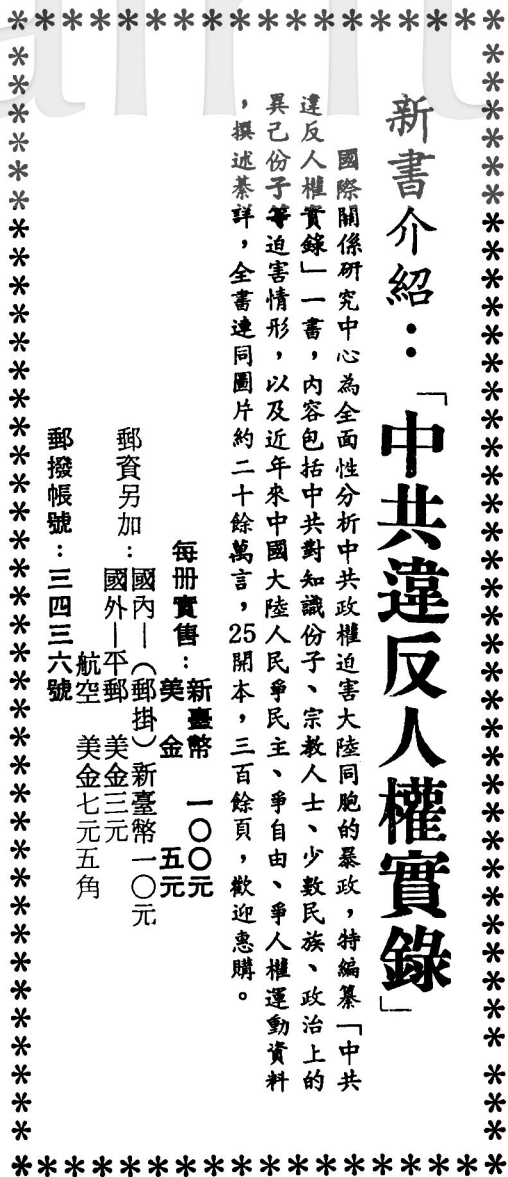 新書介紹：「中共違反人權實錄」
國際關係研究中心為全面性分析中共政權迫害大陸同胞的暴政，特編纂「中共
違反人權實錄」一書，內容包括中共對知識份子、宗教人士、少數民族、政治上的
異己份子等迫害情形，以及近年來中國大陸人民爭民主、爭自由、爭人權運動資料
，撰述綦詳，全書連同圖片約二十餘萬言，25開本，三百餘頁，歡迎惠購。
每冊實售：新臺幣 一〇〇元
美 金 五元
郵資另加：國內—（郵掛）新臺幣一〇元
國外—平郵 美金三元
航空 美金七元五角
郵撥帳號：三四三六號